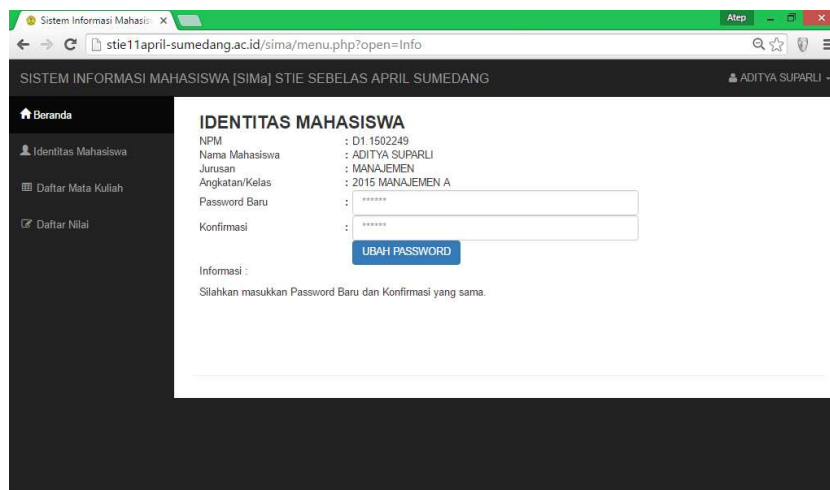 Sistem Informasi Mahasis
Atep
stie11april-sumedang.ac.id/sima/menu.php?open=Info
SISTEM INFORMASI MAHASISWA [SIMa] STIE SEBELAS APRIL SUMEDANG
ADITYA SUPARLI
Beranda
Identitas Mahasiswa
Daftar Mata Kuliah
Daftar Nilai
IDENTITAS MAHASISWA
NPM : D1.1502249
Nama Mahasiswa : ADITYA SUPARLI
Jurusan : MANAJEMEN
Angkatan/Kelas : 2015 MANAJEMEN A
Password Baru : ******
Konfirmasi : ******
UBAH PASSWORD
Informasi :
Silahkan masukkan Password Baru dan Konfirmasi yang sama.